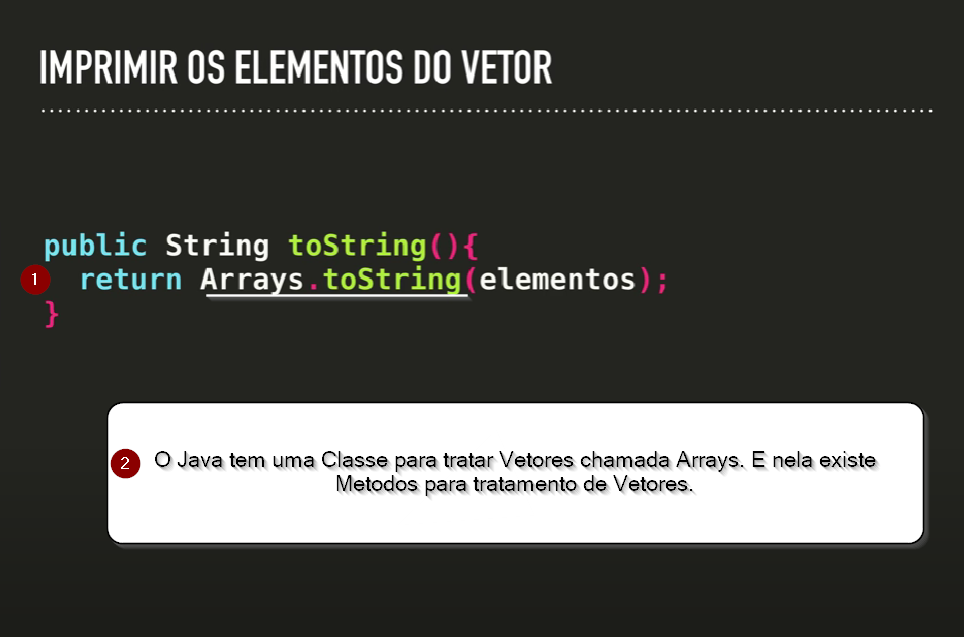 IMPRIMIR OS ELEMENTOS DO VETOR
public String toString(){
1 return Arrays.toString(elementos);
}
2 O Java tem uma Classe para tratar Vetores chamada Arrays. E nela existe
Metodos para tratamento de Vetores.